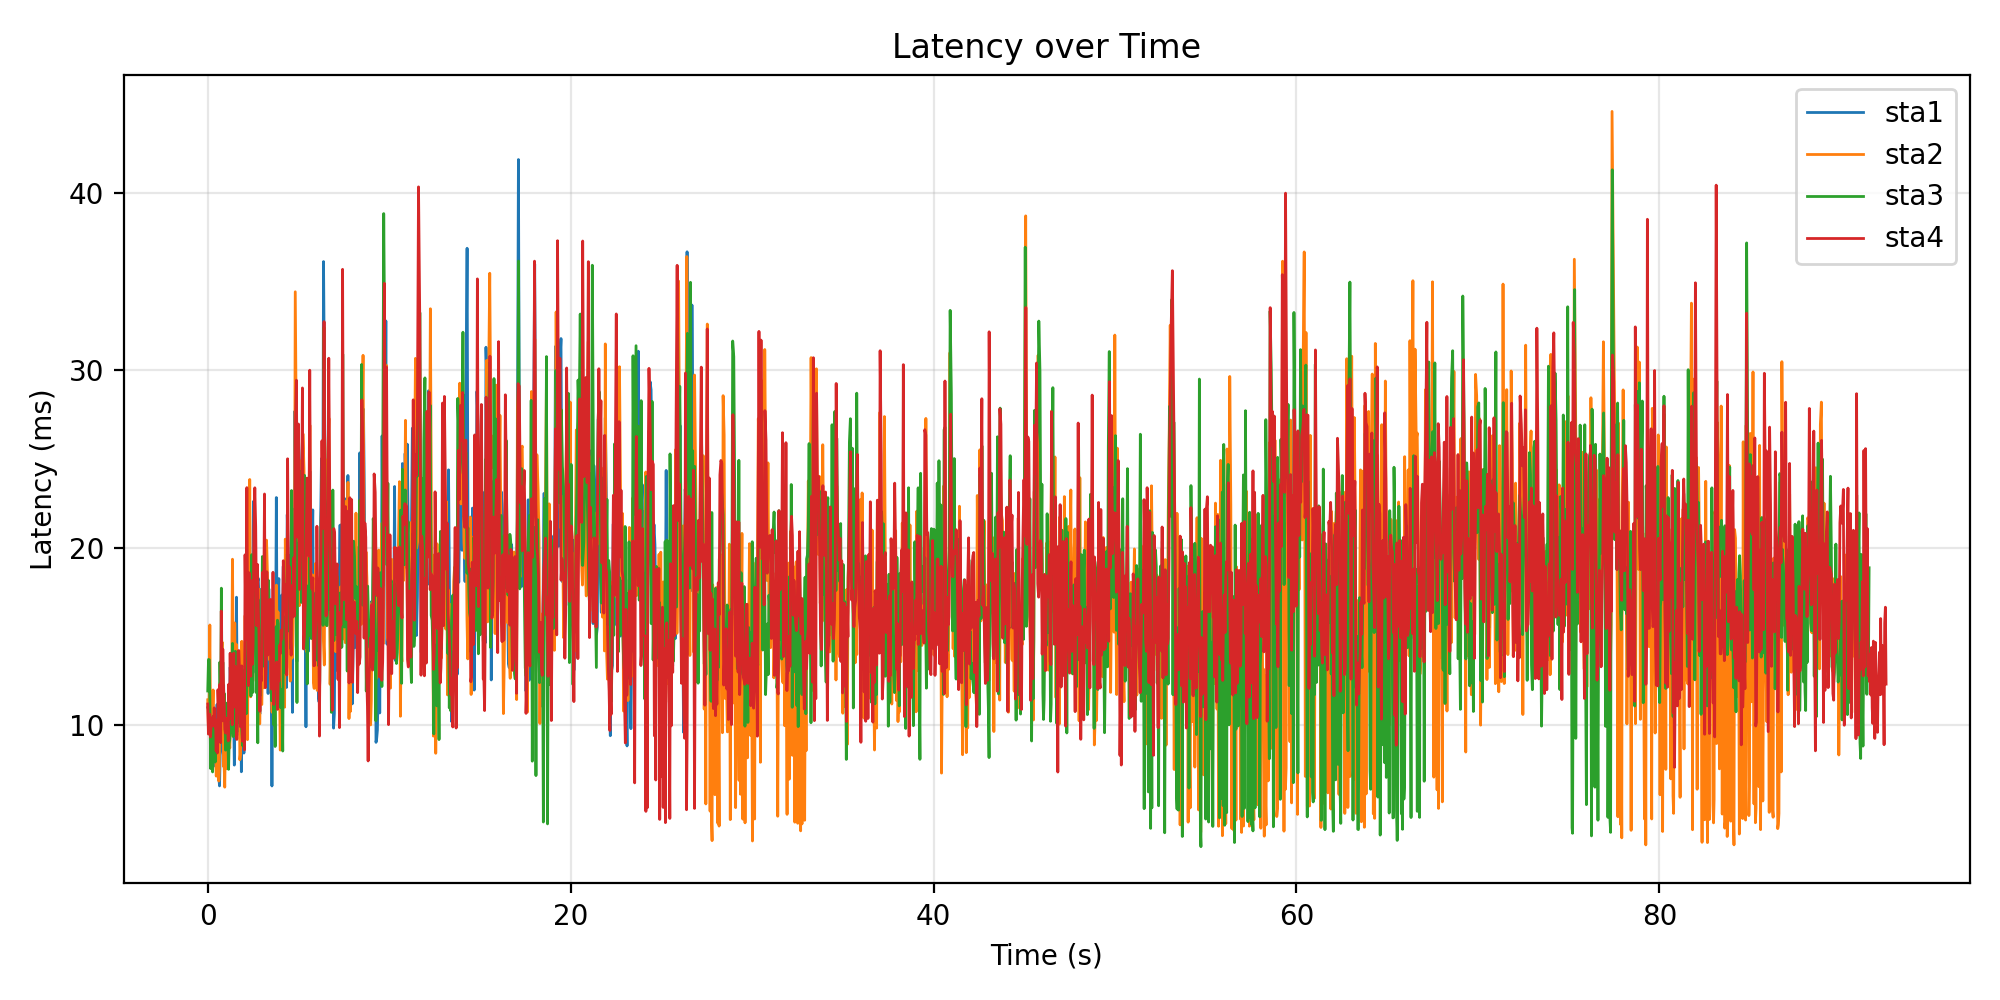 Latency over Time
sta1
sta2
sta3
sta4
Latency (ms)
40
30
20
10
0
20
40
60
80
Time (s)